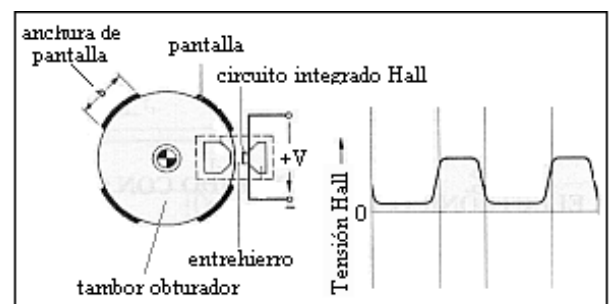 anchura de
pantalla
pantalla
circuito integrado Hall
b
+V
entrehierro
tambor obturador
Tensión Hall
0